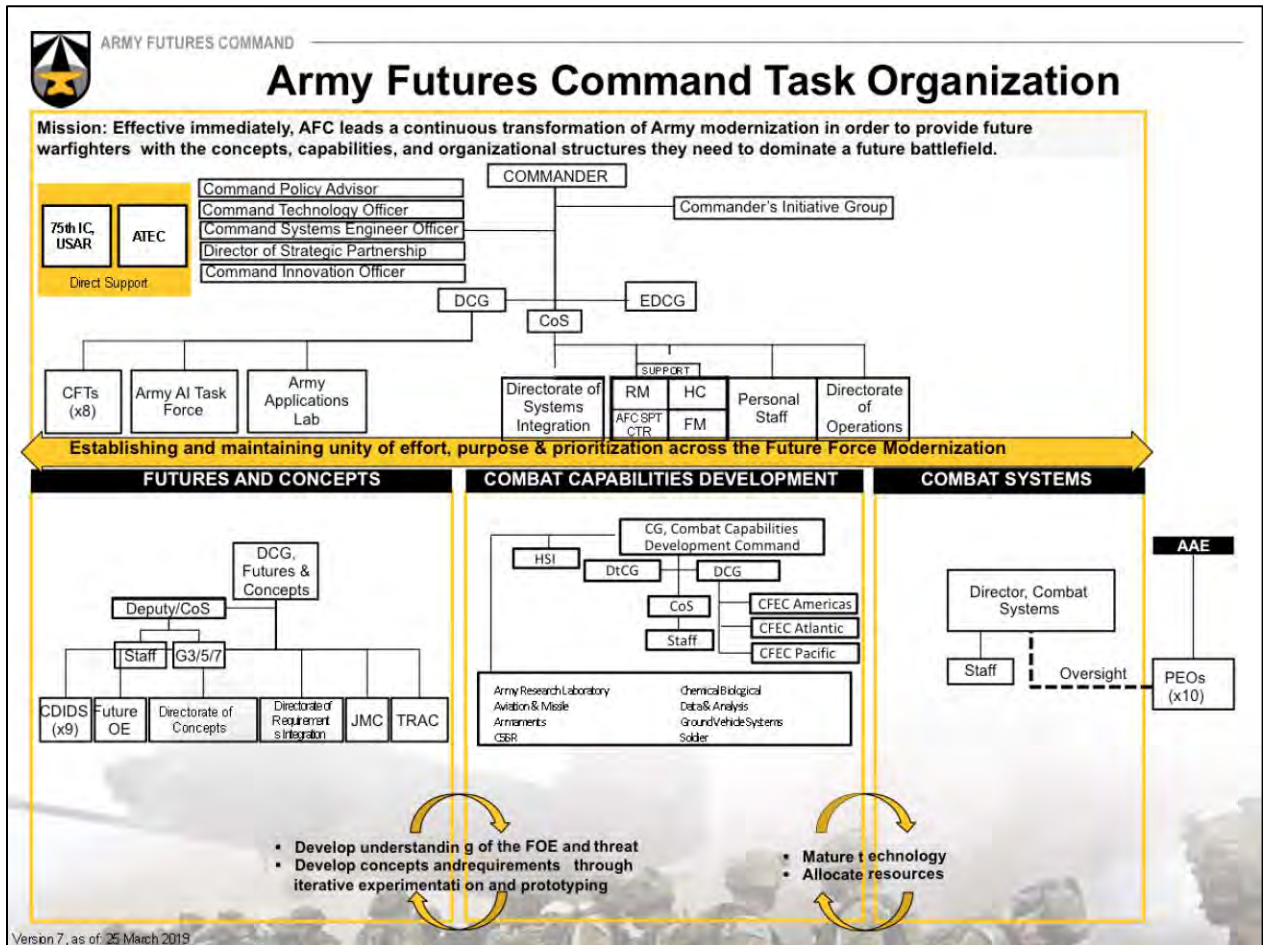 ARMY FUTURES COMMAND
Army Futures Command Task Organization
Mission: Effective immediately, AFC leads a continuous transformation of Army modernization in order to provide future
warfighters with the concepts, capabilities, and organizational structures they need to dominate a future battlefield.
COMMANDER
Command Policy Advisor
Command Technology Officer
Command Systems Engineer Officer
Director of Strategic Partnership
Command Innovation Officer
Commander's Initiative Group
75th IC,
USAR
ATEC
Direct Support
DCG
EDCG
CoS
CFTs
(x8)
Army AI Task
Force
Army
Applications
Lab
Directorate of
Systems
Integration
SUPPORT
RM
HC
AFC SPT
CTR
FM
Personal
Staff
Directorate
of
Operations
Establishing and maintaining unity of effort, purpose & prioritization across the Future Force Modernization
FUTURES AND CONCEPTS
DCG,
Futures &
Concepts
Deputy/CoS
Staff
G3/5/7
CDIDS
(x9)
Future
OE
Directorate of
Concepts
Directorate of
Requirement
s Integration
JMC
TRAC
COMBAT CAPABILITIES DEVELOPMENT
CG, Combat Capabilities
Development Command
HSI
DtCG
DCG
CoS
Staff
CFEC Americas
CFEC Atlantic
CFEC Pacific
Army Research Laboratory
Aviation & Missile
Armaments
C5ISR
Chemical Biological
Data & Analysis
Ground Vehicle Systems
Soldier
COMBAT SYSTEMS
AAE
Director, Combat
Systems
Staff
Oversight
PEOs
(x10)
▪ Develop understanding of the FOE and threat
▪ Develop concepts andrequirements through
iterative experimentation and prototyping
▪ Mature technology
▪ Allocate resources
Version 7, as of: 25 March 2019